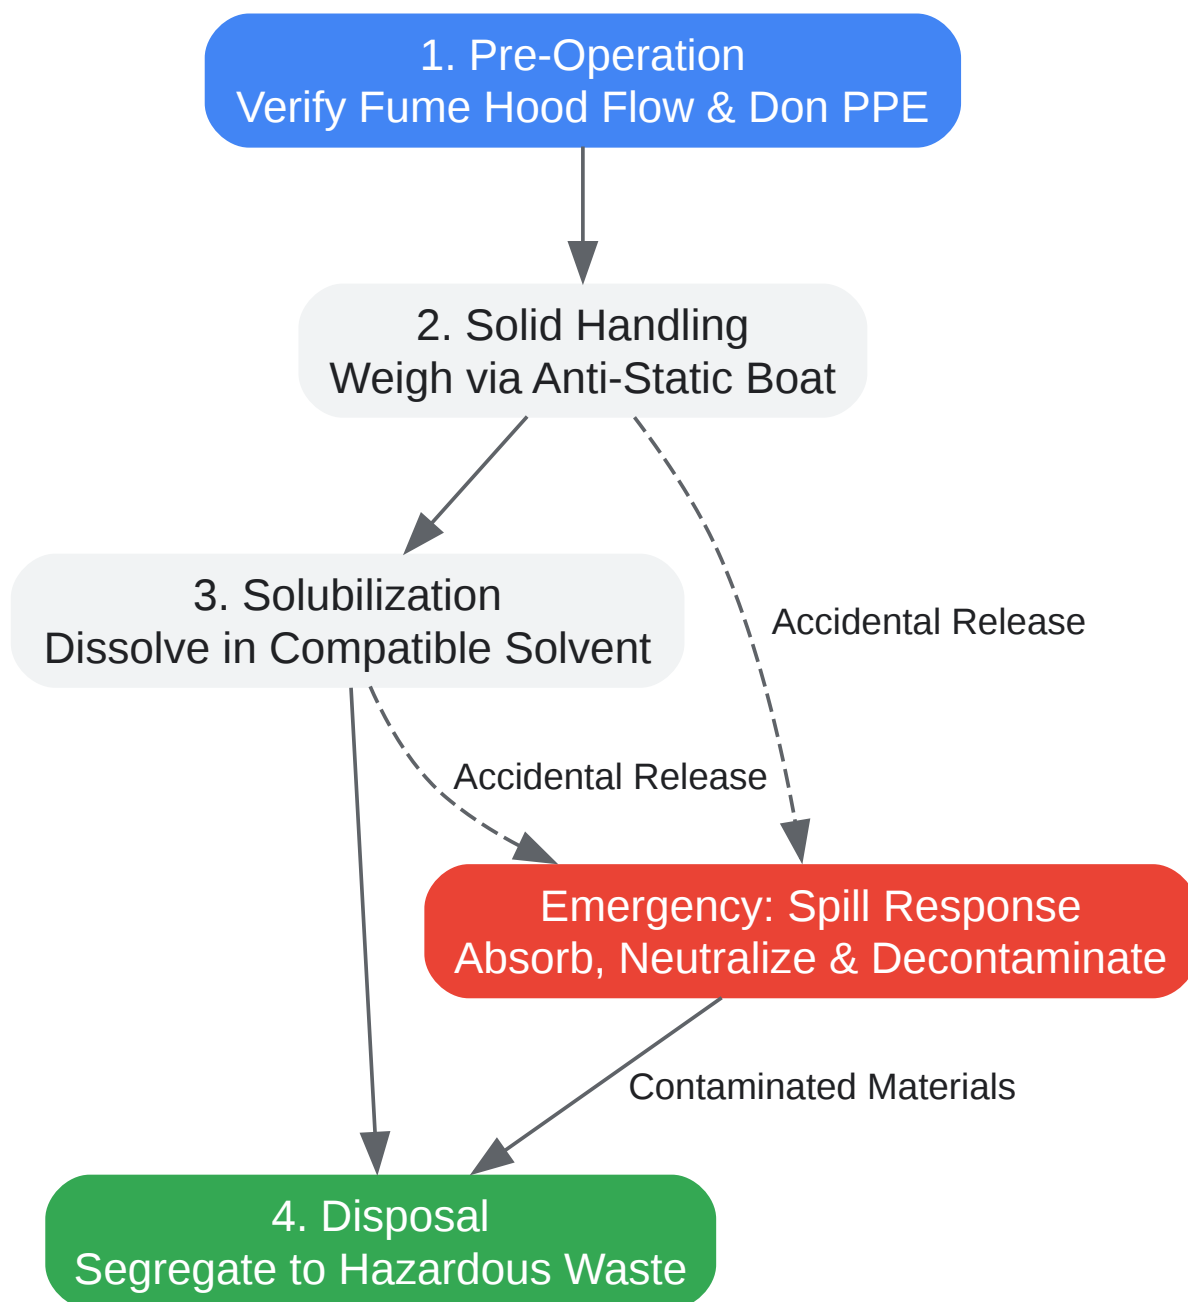 1. Pre-Operation
Verify Fume Hood Flow & Don PPE
2. Solid Handling
Weigh via Anti-Static Boat
3. Solubilization
Dissolve in Compatible Solvent
Accidental Release
Accidental Release
Emergency: Spill Response
Absorb, Neutralize & Decontaminate
Contaminated Materials
4. Disposal
Segregate to Hazardous Waste